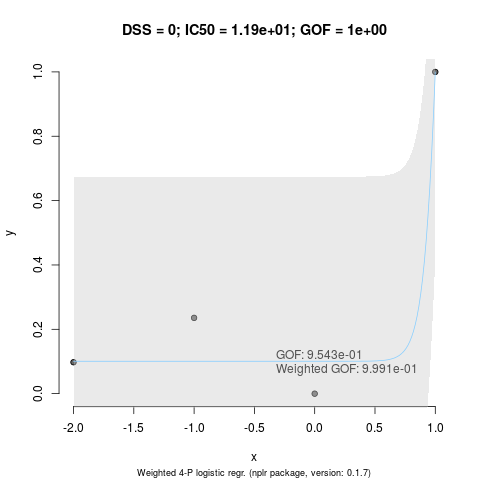 DSS = 0; IC50 = 1.19e+01; GOF = 1e+00
1.0
0.8
0.6
y
0.4
0.2
0.0
GOF: 9.543e-01
Weighted GOF: 9.991e-01
-2.0 -1.5 -1.0 -0.5 0.0 0.5 1.0
x
Weighted 4-P logistic regr. (nplr package, version: 0.1.7)